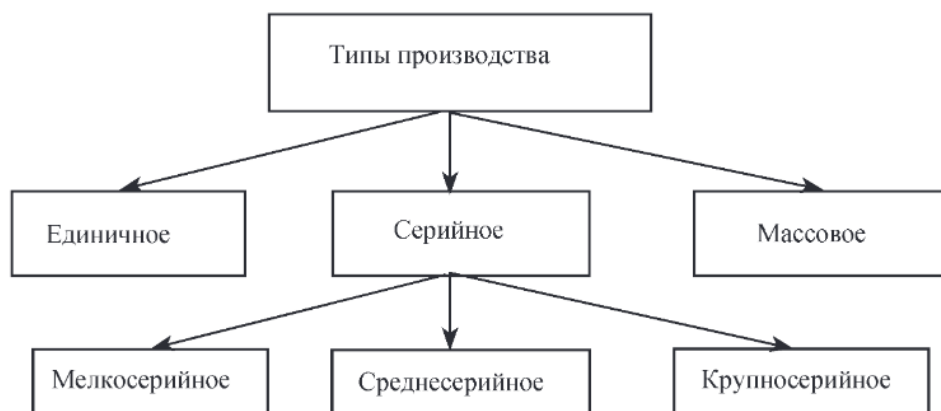 Типы производства
Единичное
Серийное
Массовое
Мелкосерийное
Среднесерийное
Крупносерийное